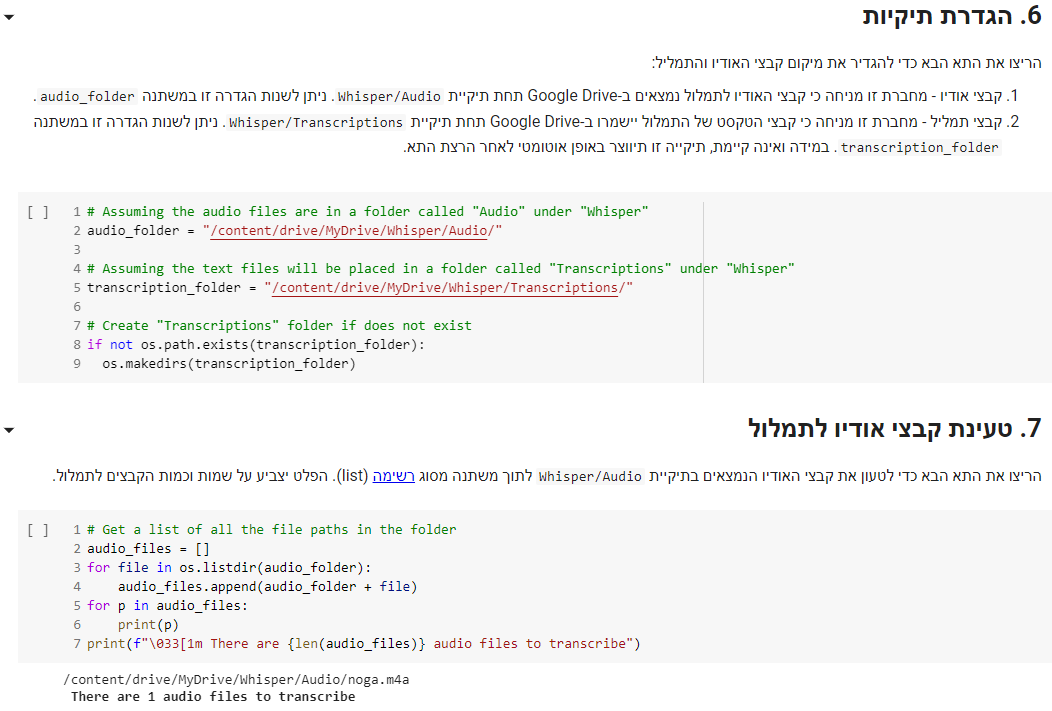 6. הגדרת תיקיות
הריצו את התא הבא כדי להגדיר את מיקום קבצי האודיו והתמליל:
1. קבצי אודיו - מחברת זו מניחה כי קבצי האודיו לתמלול נמצאים ב-Google Drive תחת תיקיית Whisper/Audio. ניתן לשנות הגדרה זו במשתנה audio_folder.
2. קבצי תמליל - מחברת זו מניחה כי קבצי הטקסט של התמלול יישמרו ב-Google Drive תחת תיקיית Whisper/Transcriptions. ניתן לשנות הגדרה זו במשתנה
transcription_folder. במידה ואינה קיימת, תיקייה זו תיווצר באופן אוטומטי לאחר הרצת התא.
[ ] 1 # Assuming the audio files are in a folder called "Audio" under "Whisper"
2 audio_folder = "/content/drive/MyDrive/Whisper/Audio/"
3
4 # Assuming the text files will be placed in a folder called "Transcriptions" under "Whisper"
5 transcription_folder = "/content/drive/MyDrive/Whisper/Transcriptions/"
6
7 # Create "Transcriptions" folder if does not exist
8 if not os.path.exists(transcription_folder):
9   os.makedirs(transcription_folder)
7. טעינת קבצי אודיו לתמלול
הריצו את התא הבא כדי לטעון את קבצי האודיו הנמצאים בתיקיית Whisper/Audio לתוך משתנה מסוג רשימה (list). הפלט יצביע על שמות וכמות הקבצים לתמלול.
[ ] 1 # Get a list of all the file paths in the folder
2 audio_files = []
3 for file in os.listdir(audio_folder):
4     audio_files.append(audio_folder + file)
5 for p in audio_files:
6     print(p)
7 print(f"\033[1m There are {len(audio_files)} audio files to transcribe")
/content/drive/MyDrive/Whisper/Audio/noga.m4a
There are 1 audio files to transcribe